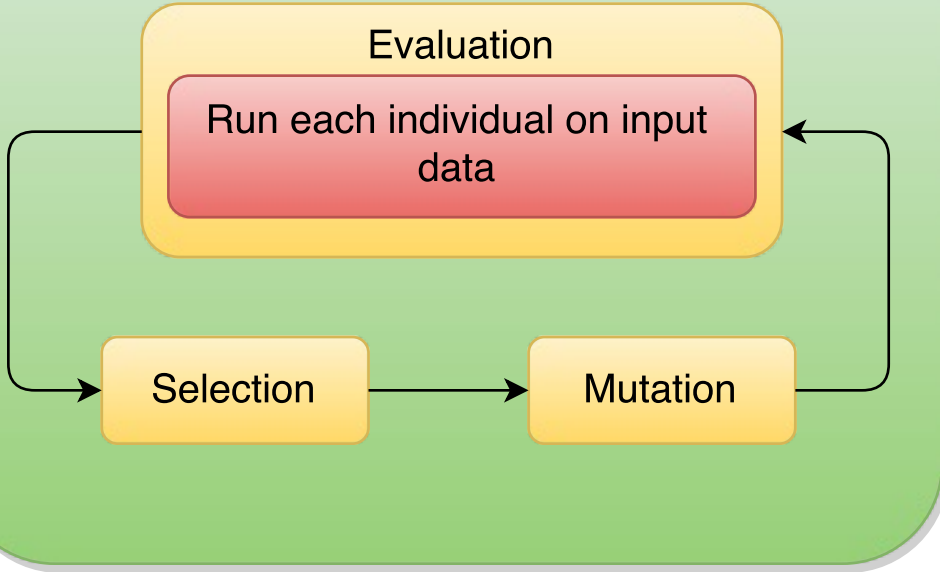 Evaluation
Run each individual on input
data
Selection
Mutation